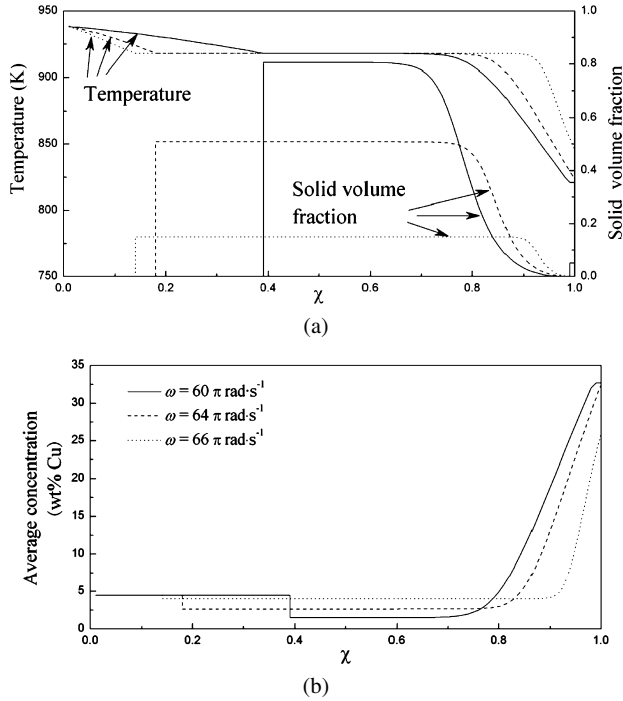 950
900
850
800
750
Temperature (K)
Temperature
Solid volume
fraction
1.0
0.8
0.6
0.4
0.2
0.0
Solid volume fraction
0.0
0.2
0.4
0.6
0.8
1.0
χ
(a)
35
30
25
20
15
10
5
0
Average concentration
(wt% Cu)
ω = 60 π rad·s-1
ω = 64 π rad·s-1
ω = 66 π rad·s-1
0.0
0.2
0.4
0.6
0.8
1.0
χ
(b)